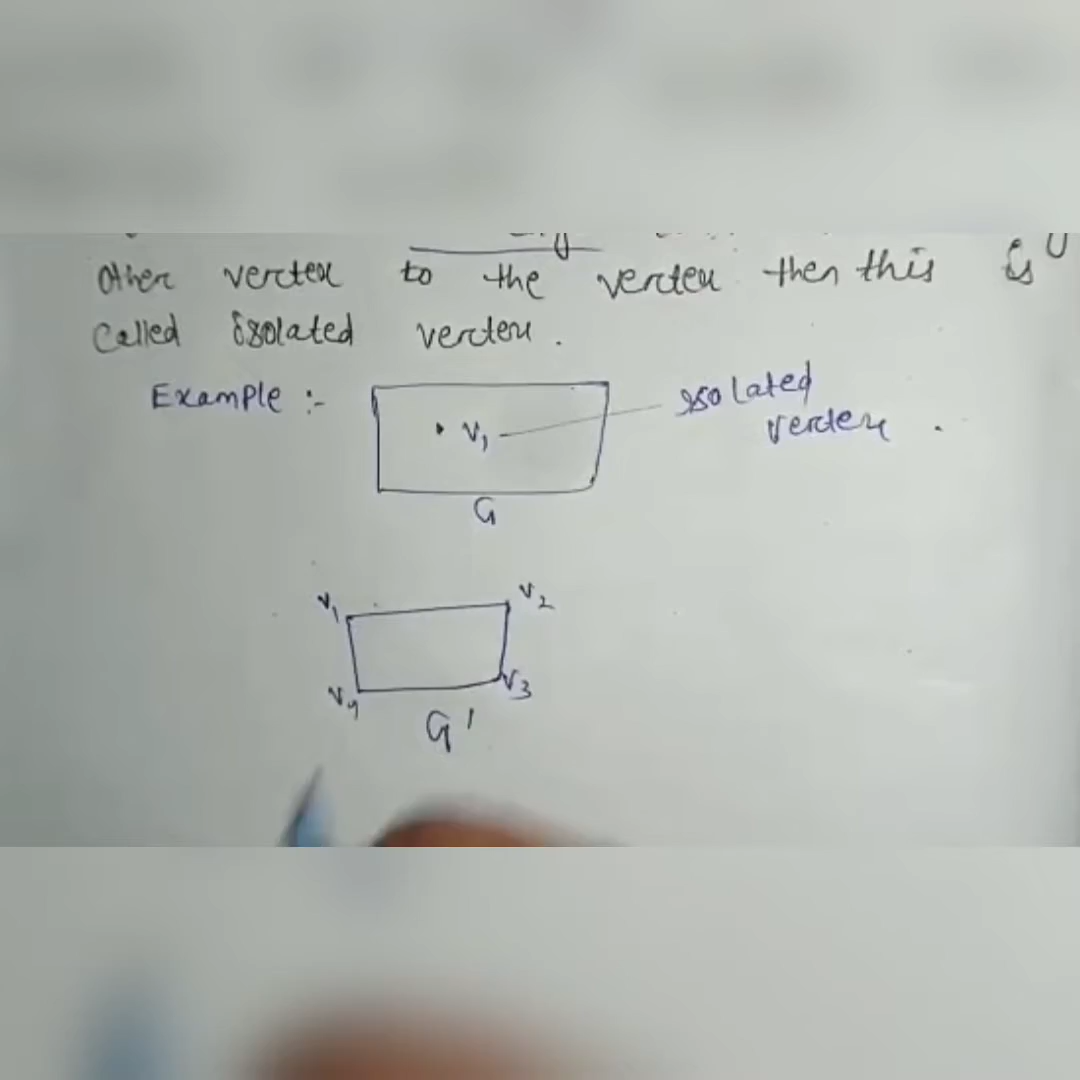 other vertex to the vertex then this is
called isolated vertex.
Example :-
V1
isolated
vertex.
G
V1
V2
V4
V3
G'